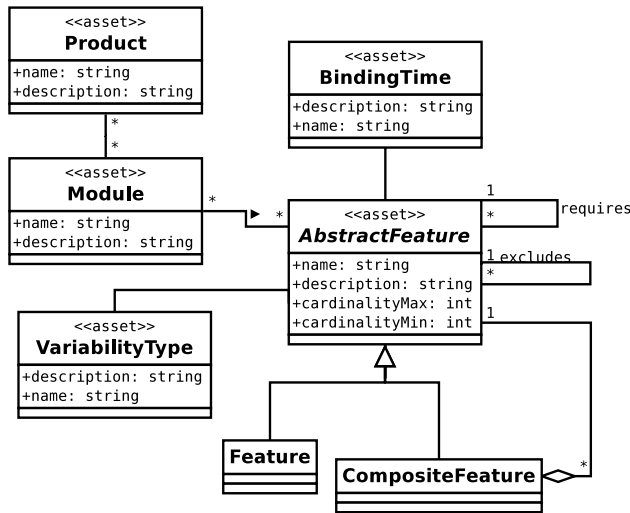 <<asset>>
Product
+name: string
+description: string
*
*
<<asset>>
BindingTime
+description: string
+name: string
<<asset>>
Module
+name: string
+description: string
*
*
<<asset>>
AbstractFeature
+name: string
+description: string
+cardinalityMax: int
+cardinalityMin: int
1
*
requires
1
excludes
*
1
<<asset>>
VariabilityType
+description: string
+name: string
Feature
CompositeFeature
*